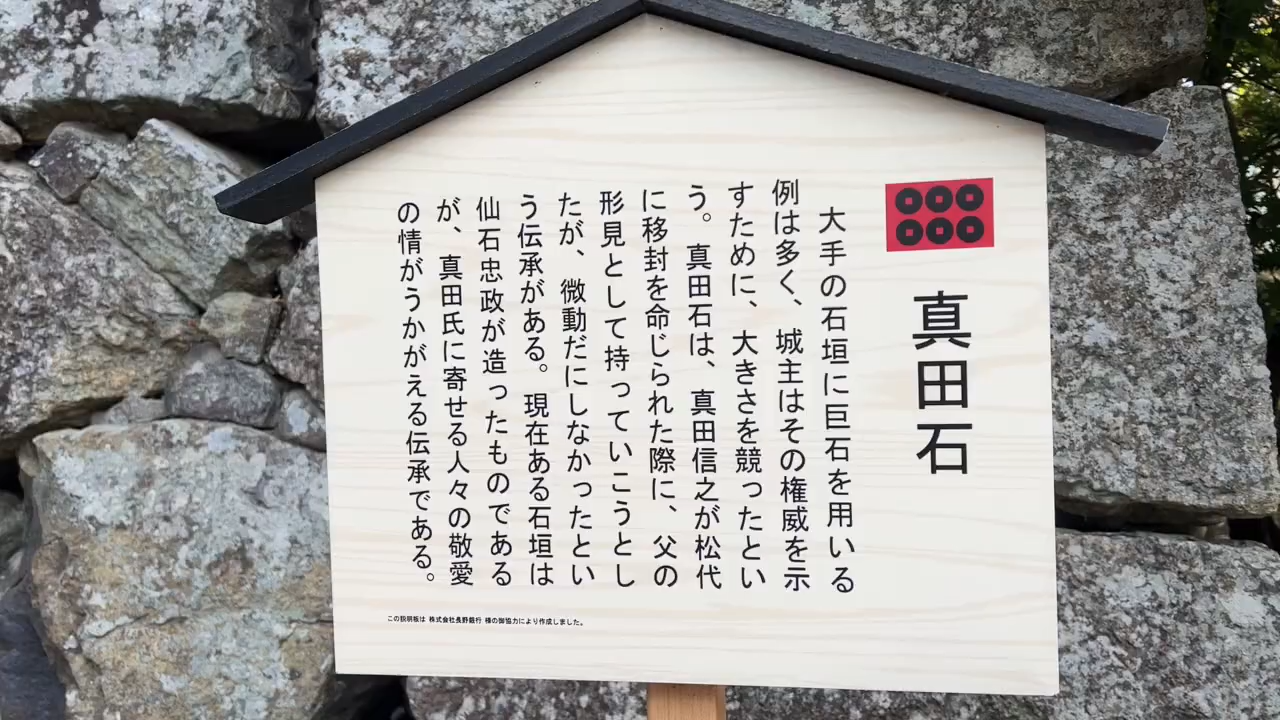 真田石
大手の石垣に巨石を用いる
例は多く、城主はその権威を示
すために、大きさを競ったとい
う。真田石は、真田信之が松代
に移封を命じられた際に、父の
形見として持っていこうとし
たが、微動だにしなかったとい
う伝承がある。現在ある石垣は
仙石忠政が造ったものである
が、真田氏に寄せる人々の敬愛
の情がうかがえる伝承である。
この説明板は 株式会社長野銀行 様の御協力により作成しました。